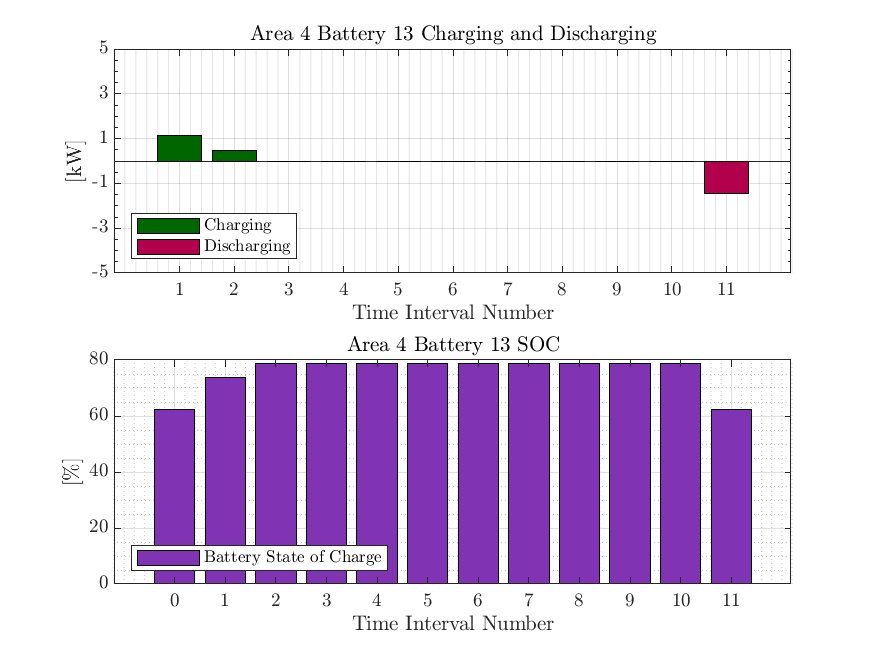 Area 4 Battery 13 Charging and Discharging
5
3
1
-1
-3
-5
[kW]
Charging
Discharging
1 2 3 4 5 6 7 8 9 10 11
Time Interval Number
Area 4 Battery 13 SOC
80
60
40
20
0
[%]
Battery State of Charge
0 1 2 3 4 5 6 7 8 9 10 11
Time Interval Number